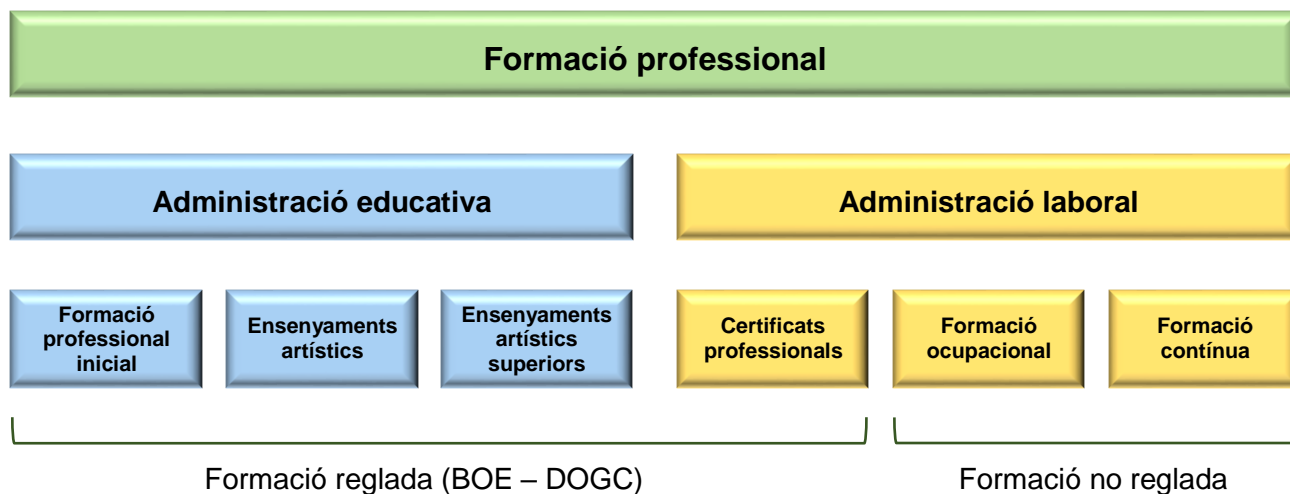 Formació professional
Administració educativa
Administració laboral
Formació
professional
inicial
Ensenyaments
artístics
Ensenyaments
artístics
superiors
Certificats
professionals
Formació
ocupacional
Formació
contínua
Formació reglada (BOE – DOGC)
Formació no reglada